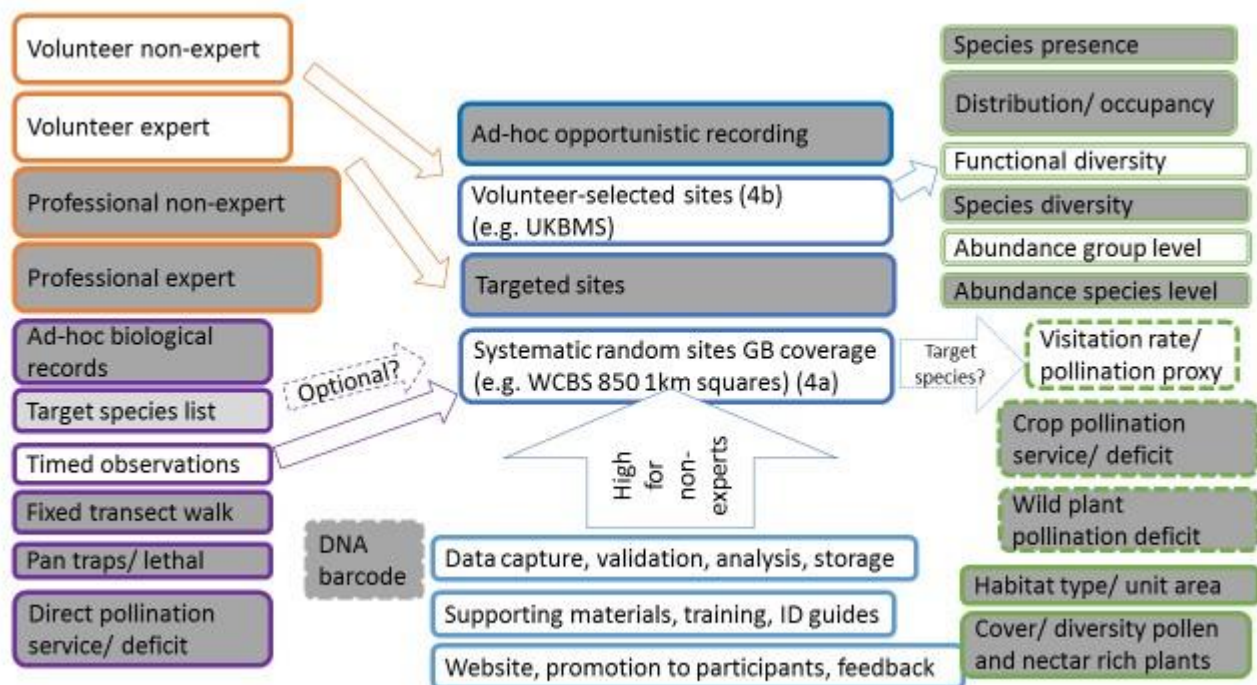 Volunteer non-expert
Volunteer expert
Professional non-expert
Professional expert
Ad-hoc biological
records
Target species list
Timed observations
Fixed transect walk
Pan traps/ lethal
Direct pollination
service/ deficit
Optional?
Ad-hoc opportunistic recording
Volunteer-selected sites (4b)
(e.g. UKBMS)
Targeted sites
Systematic random sites GB coverage
(e.g. WCBS 850 1km squares) (4a)
High
for
non-
experts
DNA
barcode
Data capture, validation, analysis, storage
Supporting materials, training, ID guides
Website, promotion to participants, feedback
Target
species?
Species presence
Distribution/ occupancy
Functional diversity
Species diversity
Abundance group level
Abundance species level
Visitation rate/
pollination proxy
Crop pollination
service/ deficit
Wild plant
pollination deficit
Habitat type/ unit area
Cover/ diversity pollen
and nectar rich plants